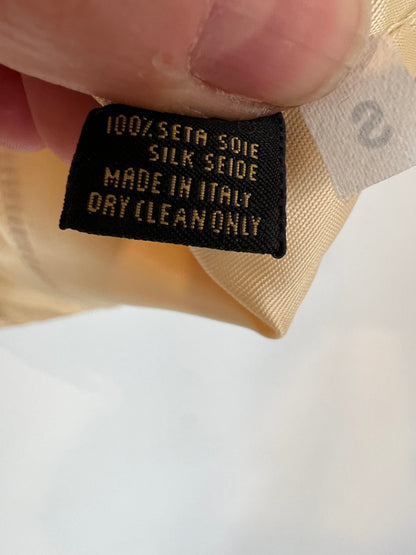 100% SETA SOIE
SILK SEIDE
MADE IN ITALY
DRY CLEAN ONLY
S